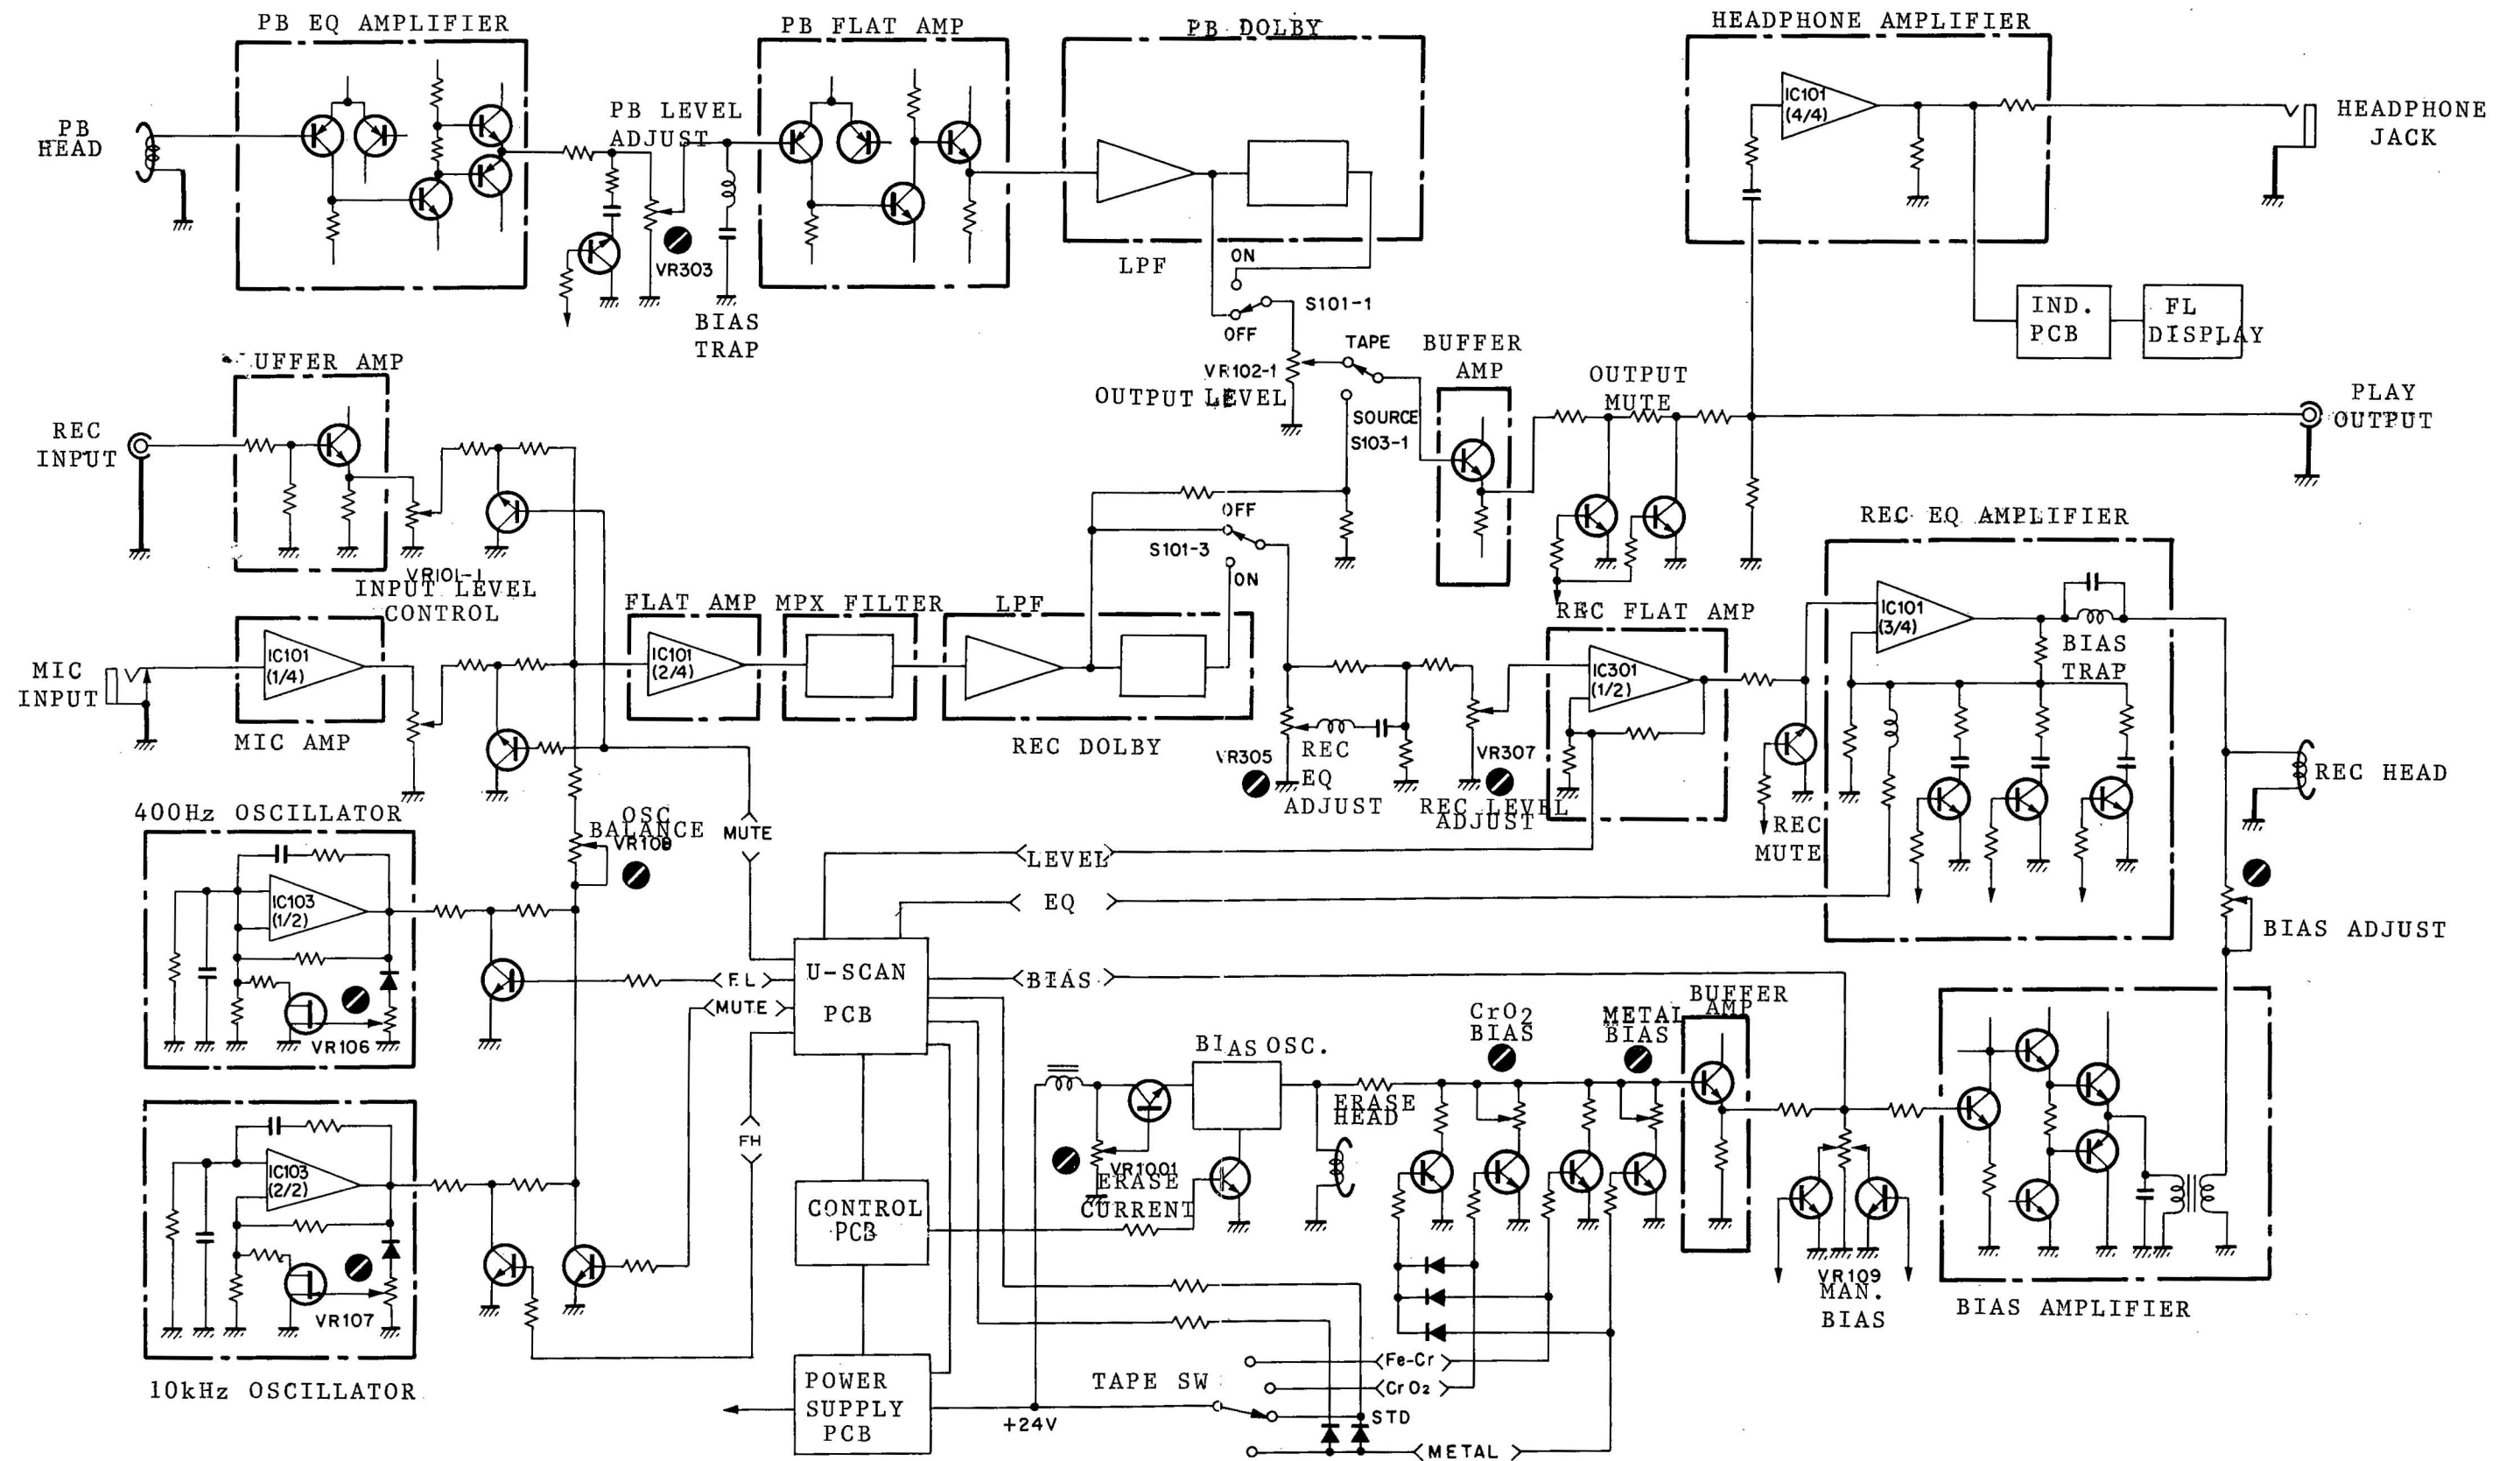 PB EQ AMPLIFIER
PB FLAT AMP
PB DOLBY
HEADPHONE AMPLIFIER
PB
HEAD
PB LEVEL
ADJUST
VR303
BIAS
TRAP
LPF
ON
OFF
S101-1
IC101
(4/4)
HEADPHONE
JACK
IND.
PCB
FL
DISPLAY
UFFER AMP
REC
INPUT
VR101-1
INPUT LEVEL
CONTROL
VR102-1
OUTPUT LEVEL
TAPE
SOURCE
S103-1
BUFFER
AMP
OUTPUT
MUTE
PLAY
OUTPUT
MIC
INPUT
IC101
(1/4)
MIC AMP
FLAT AMP
IC101
(2/4)
MPX FILTER
LPF
REC DOLBY
OFF
S101-3
ON
VR305
REC
EQ
ADJUST
VR307
REC LEVEL
ADJUST
REC FLAT AMP
IC301
(1/2)
REC EQ AMPLIFIER
IC101
(3/4)
BIAS
TRAP
REC
MUTE
REC HEAD
BIAS ADJUST
400Hz OSCILLATOR
IC103
(1/2)
VR106
OSC
BALANCE
MUTE
LEVEL
EQ
BIAS
F.L
MUTE
FH
U-SCAN
PCB
CONTROL
PCB
POWER
SUPPLY
PCB
10kHz OSCILLATOR
IC103
(2/2)
VR107
BIAS OSC.
ERASE
HEAD
VR1001
ERASE
CURRENT
CrO2
BIAS
METAL
BIAS
BUFFER
AMP
VR109
MAN.
BIAS
BIAS AMPLIFIER
TAPE SW
+24V
Fe-Cr
CrO2
STD
METAL